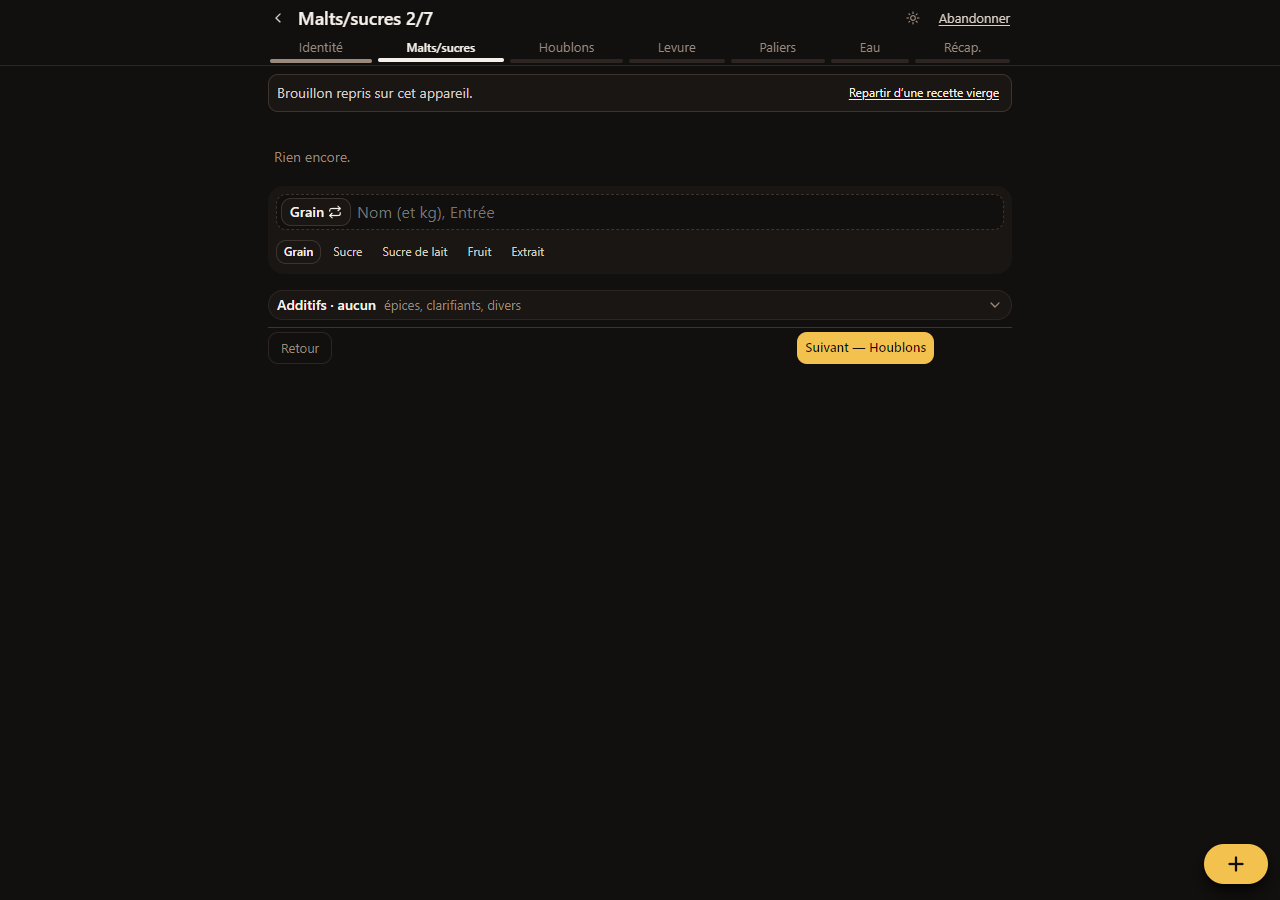 Malts/sucres 2/7
Abandonner
Identité
Malts/sucres
Houblons
Levure
Paliers
Eau
Récap.
Brouillon repris sur cet appareil.
Repartir d’une recette vierge
Rien encore.
Grain
Nom (et kg), Entrée
Grain
Sucre
Sucre de lait
Fruit
Extrait
Additifs · aucun
épices, clarifiants, divers
Retour
Suivant — Houblons